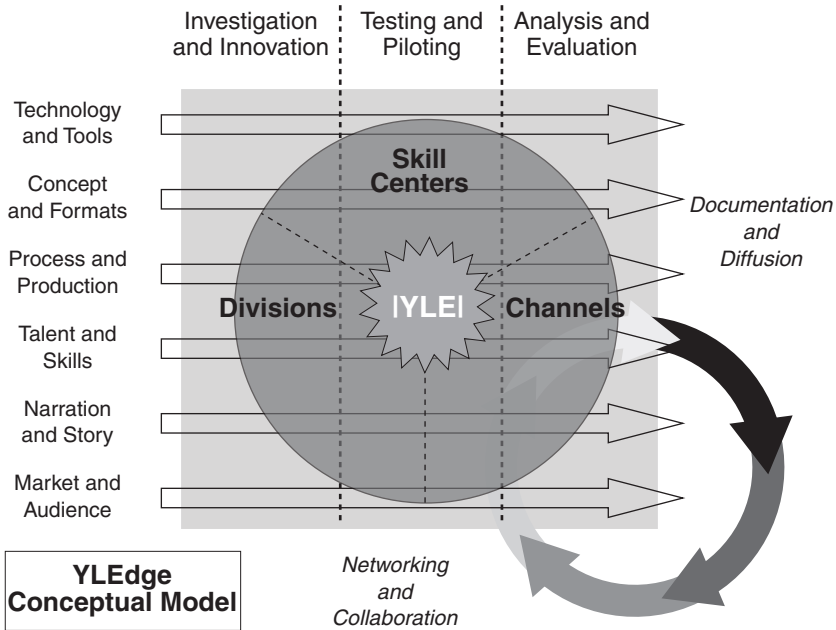 Investigation
and Innovation
Testing and
Piloting
Analysis and
Evaluation
Technology
and Tools
Concept
and Formats
Process and
Production
Talent and
Skills
Narration
and Story
Market and
Audience
Skill
Centers
Divisions
|YLE|
Channels
Documentation
and
Diffusion
Networking
and
Collaboration
YLEdge
Conceptual Model